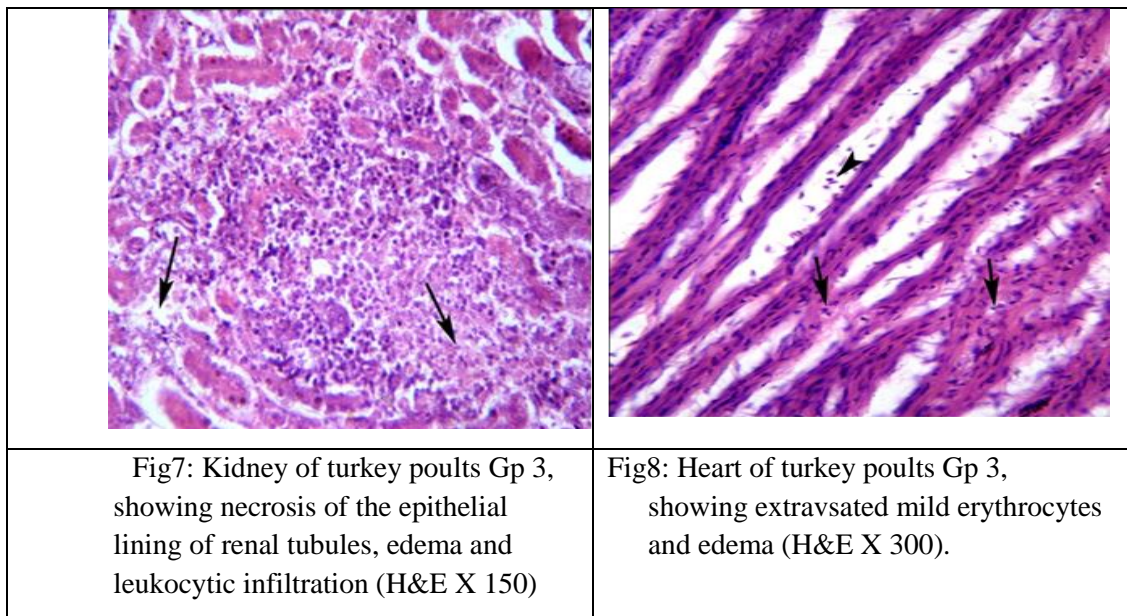 Fig7: Kidney of turkey poults Gp 3,
showing necrosis of the epithelial
lining of renal tubules, edema and
leukocytic infiltration (H&E X 150)
Fig8: Heart of turkey poults Gp 3,
showing extravsated mild erythrocytes
and edema (H&E X 300).